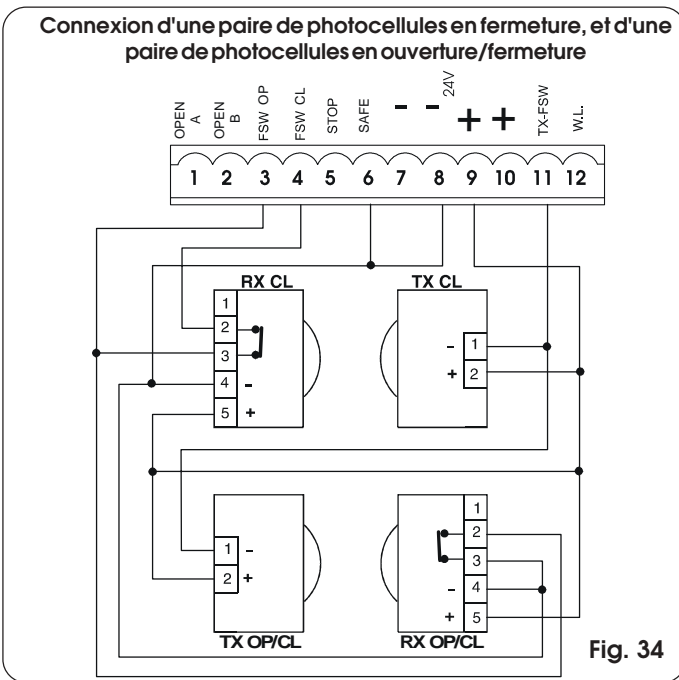 Connexion d'une paire de photocellules en fermeture, et d'une
paire de photocellules en ouverture/fermeture
OPEN A
OPEN B
FSW OP
FSW CL
STOP
SAFE
-
-
24V
+
+
TX-FSW
W.L.
1 2 3 4 5 6 7 8 9 10 11 12
RX CL
1
2
3
4 -
5 +
TX CL
- 1
+ 2
1 -
2 +
TX OP/CL
1
2
3
- 4
+ 5
RX OP/CL
Fig. 34